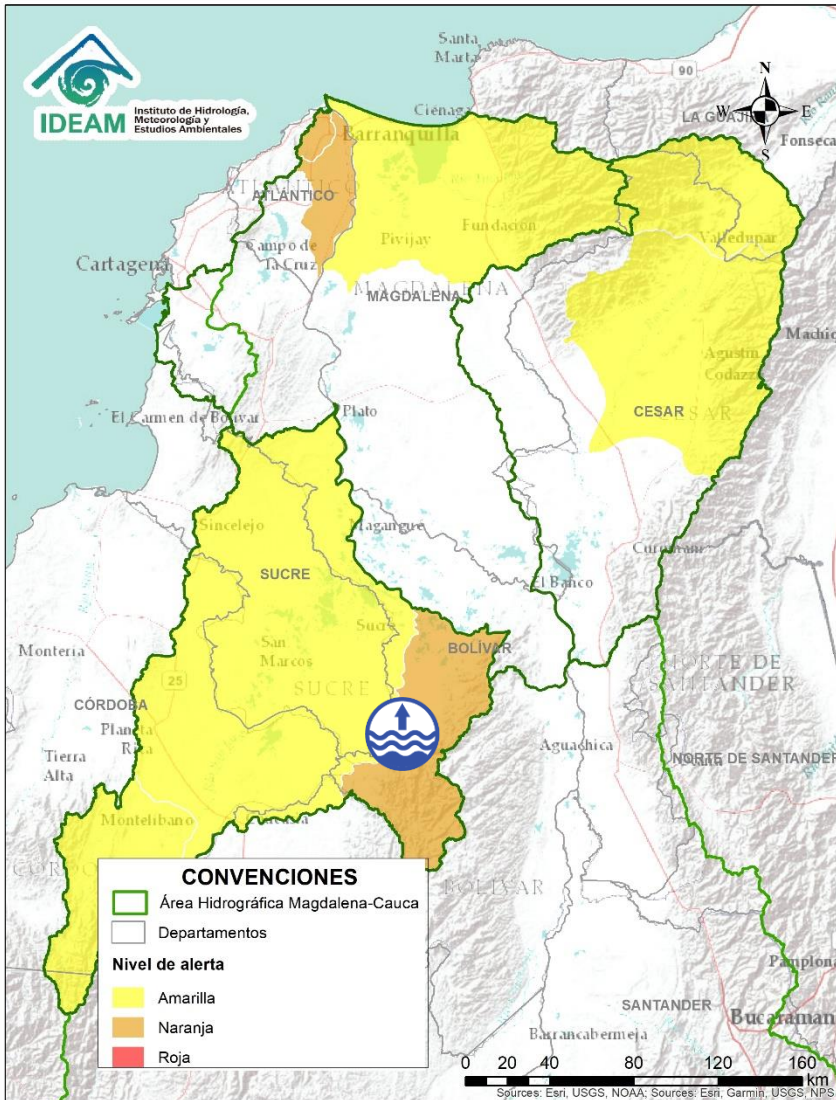 IDEAM
Instituto de Hidrología,
Meteorología y
Estudios Ambientales
Santa
Marta
90
N
W
E
S
LA GUAJI
Fonseca
Ciénaga
Barranquilla
ATLÁNTICO
Cartagena
Campo de
la Cruz
Pivijay
Fundación
Valledupar
MAGDALENA
MAGDALENA
Agustín
Codazzi
CESAR
El Carmen de Bolívar
Plato
Sincelejo
Magangué
Curumaní
SUCRE
El Banco
Sucre
San
Marcos
SUCRE
BOLÍVAR
Montería
25
CÓRDOBA
Planeta
Rica
Tierra
Alta
Aguachica
NORTE DE
SANTANDER
NORTE DE SANTANDER
Montelíbano
BOLÍVAR
CONVENCIONES
Área Hidrográfica Magdalena-Cauca
Departamentos
Nivel de alerta
Amarilla
Naranja
Roja
Pamplona
SANTANDER
Bucaraman
Barrancabermeja
0 20 40 80 120 160
km
Sources: Esri, USGS, NOAA; Sources: Esri, Garmin, USGS, NPS